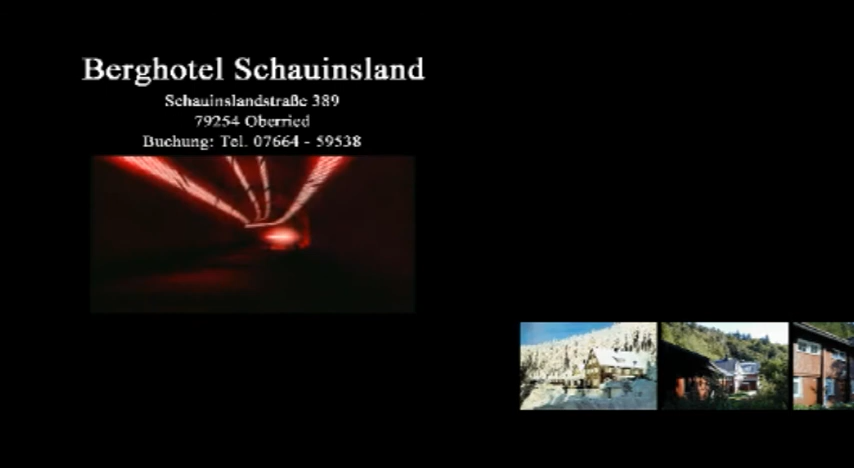 Berghotel Schauinsland
Schauinslandstraße 389
79254 Oberried
Buchung: Tel. 07664 - 59538